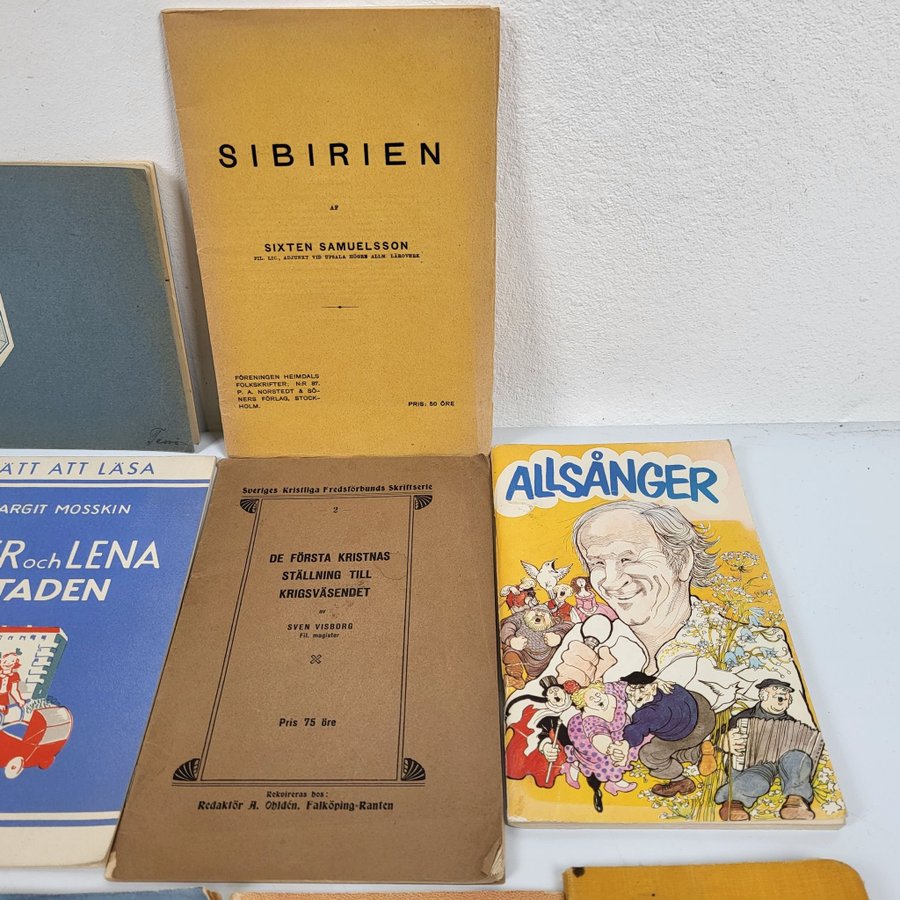 SIBIRIEN
AF
SIXTEN SAMUELSSON
FIL. LIC., ADJUNKT VID UPSALA HÖGRE ALLM. LÄROVERK
FÖRENINGEN HEIMDALS
FOLKSKRIFTER; N:R 87.
P. A. NORSTEDT & SÖ-
NERS FÖRLAG, STOCK-
HOLM.
PRIS: 50 ÖRE
ÄTT ATT LÄSA
ARGIT MOSSKIN
R och LENA
TADEN
Sveriges Kristliga Fredsförbunds Skriftserie
2
DE FÖRSTA KRISTNAS
STÄLLNING TILL
KRIGSVÄSENDET
av
SVEN VISBORG
Fil. magister
Pris 75 öre
Rekvireras hos:
Redaktör A. Ohldén, Falköping-Ranten
ALLSÅNGER